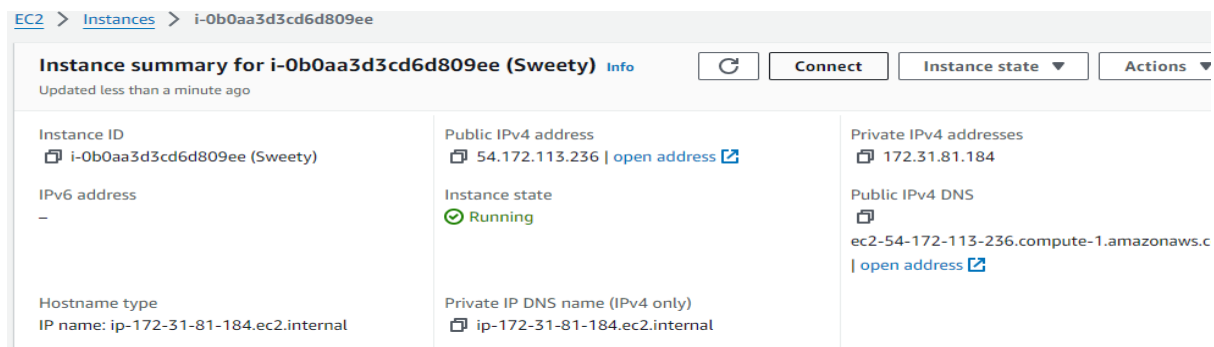 EC2 > Instances > i-0b0aa3d3cd6d809ee
Instance summary for i-0b0aa3d3cd6d809ee (Sweety) Info
Connect
Instance state
Actions
Updated less than a minute ago
Instance ID
i-0b0aa3d3cd6d809ee (Sweety)
Public IPv4 address
54.172.113.236 | open address
Private IPv4 addresses
172.31.81.184
IPv6 address
–
Instance state
Running
Public IPv4 DNS
ec2-54-172-113-236.compute-1.amazonaws.c
| open address
Hostname type
IP name: ip-172-31-81-184.ec2.internal
Private IP DNS name (IPv4 only)
ip-172-31-81-184.ec2.internal